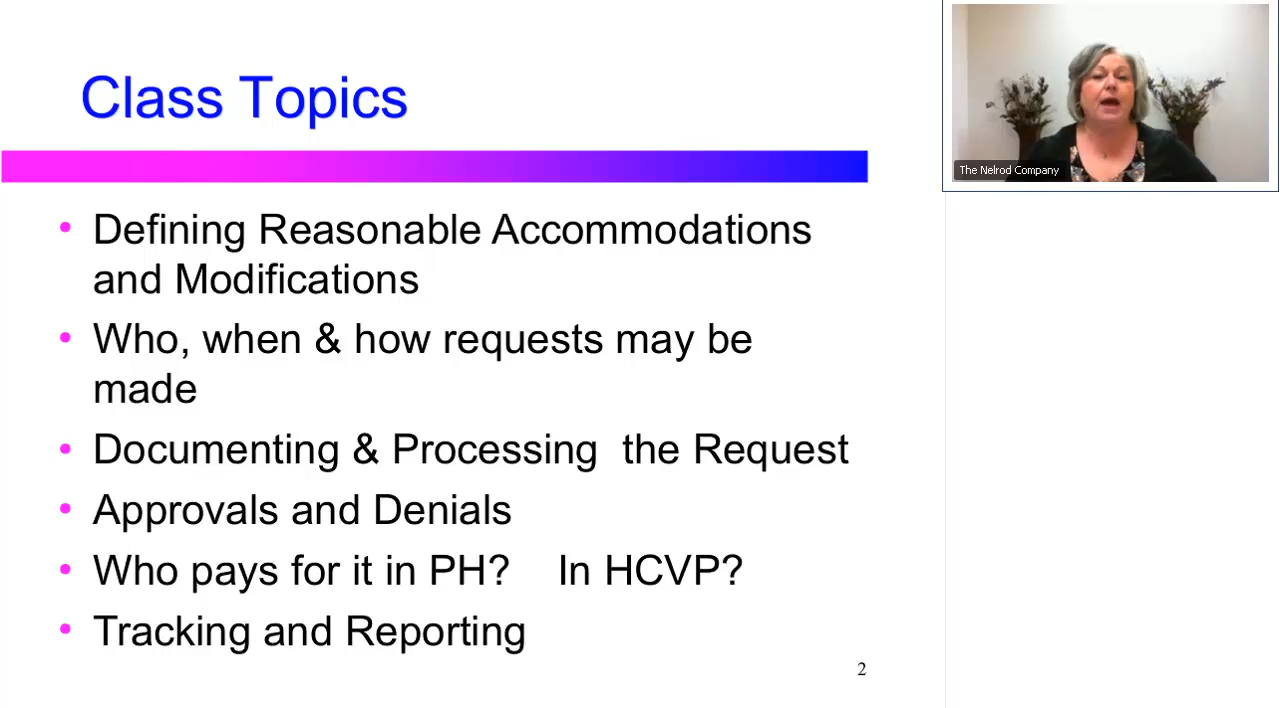 Class Topics
The Nelrod Company
• Defining Reasonable Accommodations
and Modifications
• Who, when & how requests may be
made
• Documenting & Processing  the Request
• Approvals and Denials
• Who pays for it in PH?    In HCVP?
• Tracking and Reporting
2